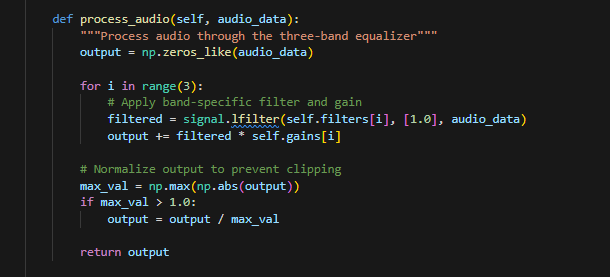 def process_audio(self, audio_data):
    """Process audio through the three-band equalizer"""
    output = np.zeros_like(audio_data)

    for i in range(3):
        # Apply band-specific filter and gain
        filtered = signal.lfilter(self.filters[i], [1.0], audio_data)
        output += filtered * self.gains[i]

    # Normalize output to prevent clipping
    max_val = np.max(np.abs(output))
    if max_val > 1.0:
        output = output / max_val

    return output